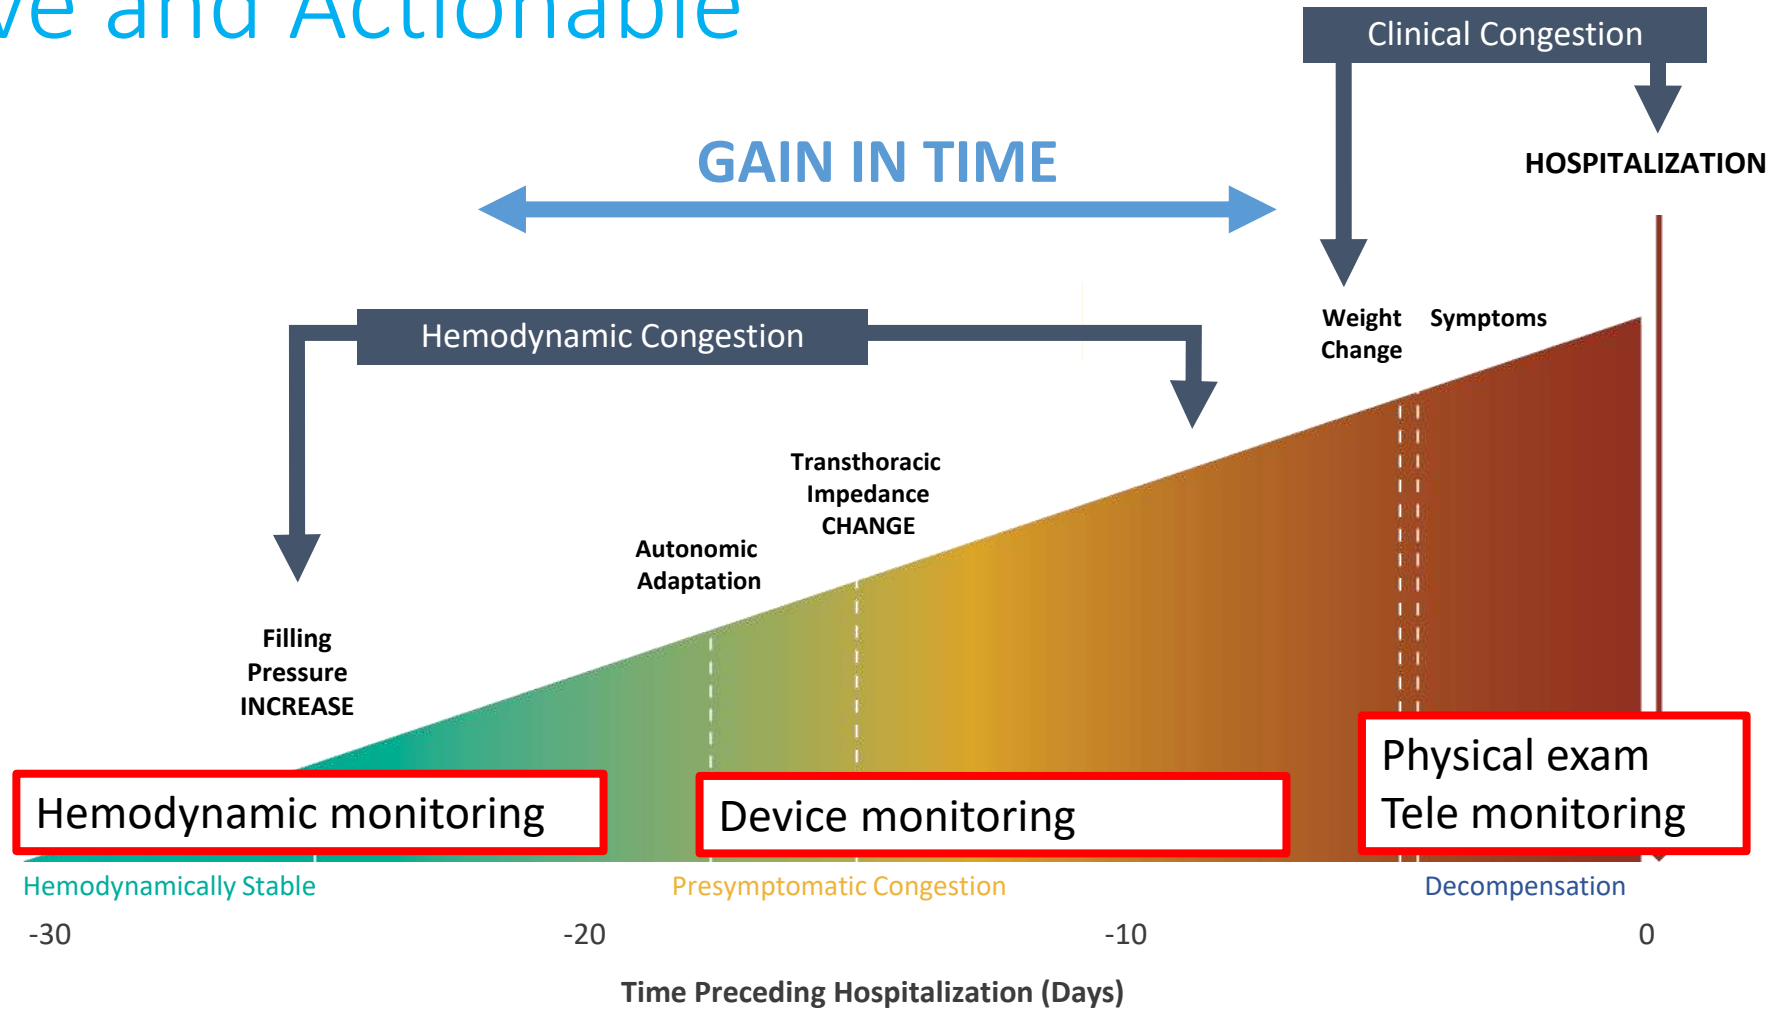 and Actionable
Clinical Congestion
GAIN IN TIME
HOSPITALIZATION
Hemodynamic Congestion
Weight
Change
Symptoms
Transthoracic
Impedance
CHANGE
Autonomic
Adaptation
Filling
Pressure
INCREASE
Hemodynamic monitoring
Device monitoring
Physical exam
Tele monitoring
Hemodynamically Stable
Presymptomatic Congestion
Decompensation
-30
-20
-10
0
Time Preceding Hospitalization (Days)